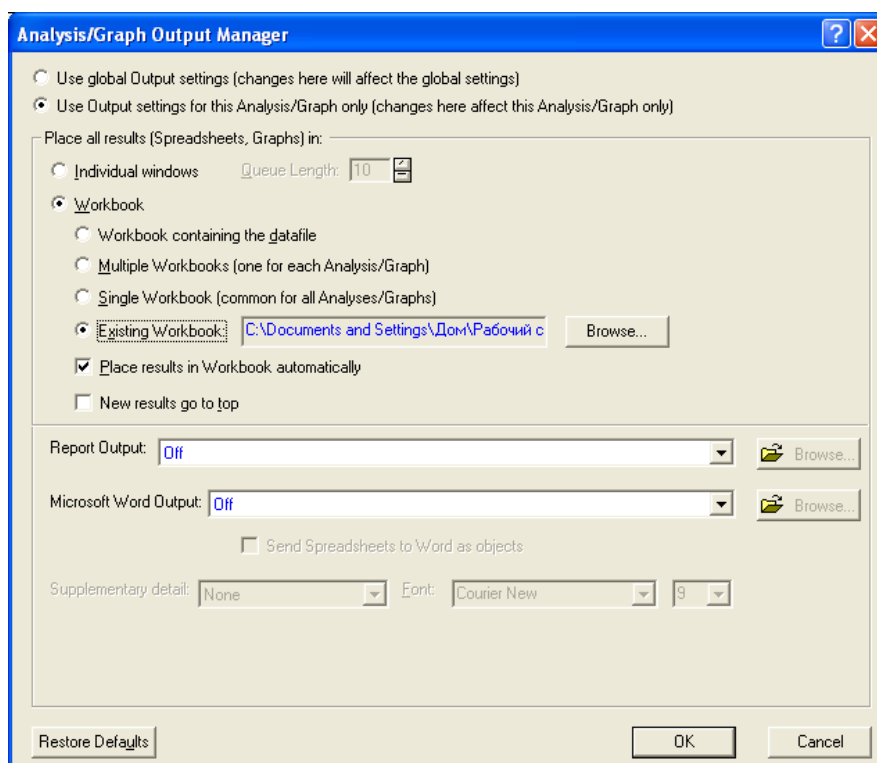 Analysis/Graph Output Manager
Use global Output settings (changes here will affect the global settings)
Use Output settings for this Analysis/Graph only (changes here affect this Analysis/Graph only)
Place all results (Spreadsheets, Graphs) in:
Individual windows Queue Length: 10
Workbook
Workbook containing the datafile
Multiple Workbooks (one for each Analysis/Graph)
Single Workbook (common for all Analyses/Graphs)
Existing Workbook: C:\Documents and Settings\Дом\Рабочий с Browse...
Place results in Workbook automatically
New results go to top
Report Output: Off Browse...
Microsoft Word Output: Off Browse...
Send Spreadsheets to Word as objects
Supplementary detail: None Font: Courier New 9
Restore Defaults OK Cancel